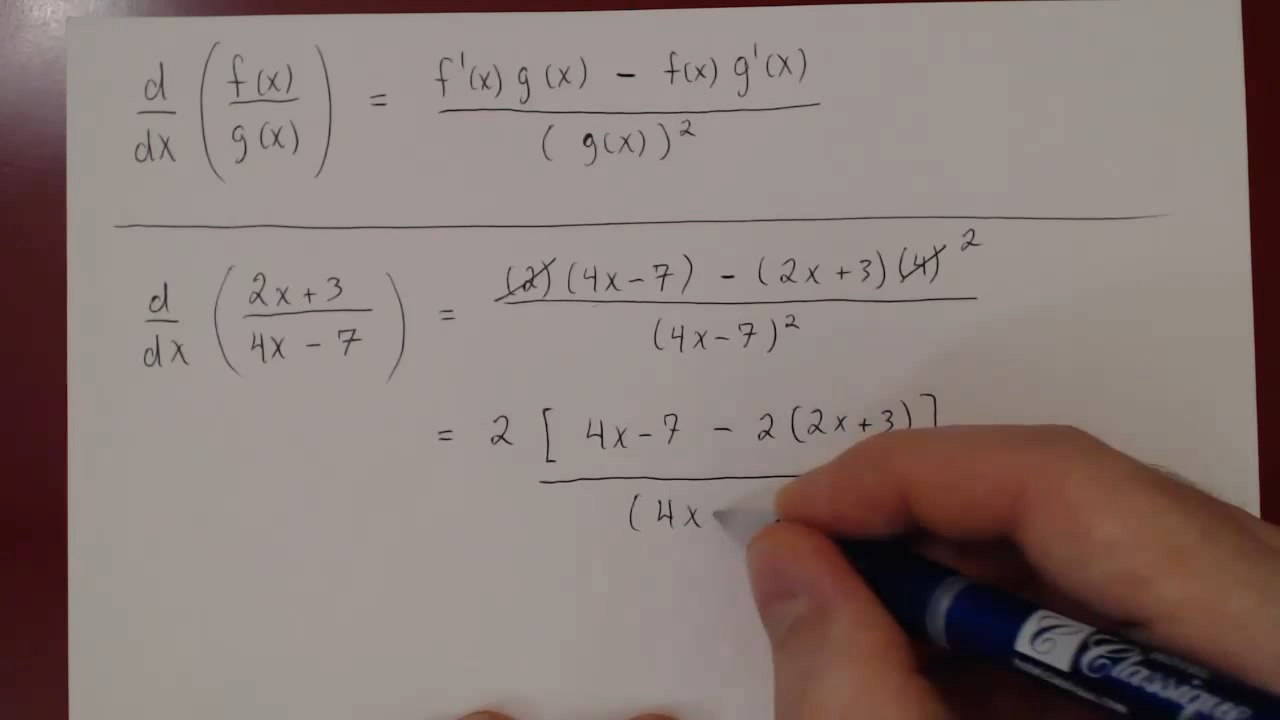 d/dx ( f(x) / g(x) ) = f'(x) g(x) - f(x) g'(x) / ( g(x) )²
d/dx ( 2x+3 / 4x-7 ) = (2)(4x-7) - (2x+3)(4) 2 / (4x-7)²
= 2 [ 4x-7 - 2(2x+3) ] / (4x
Classique